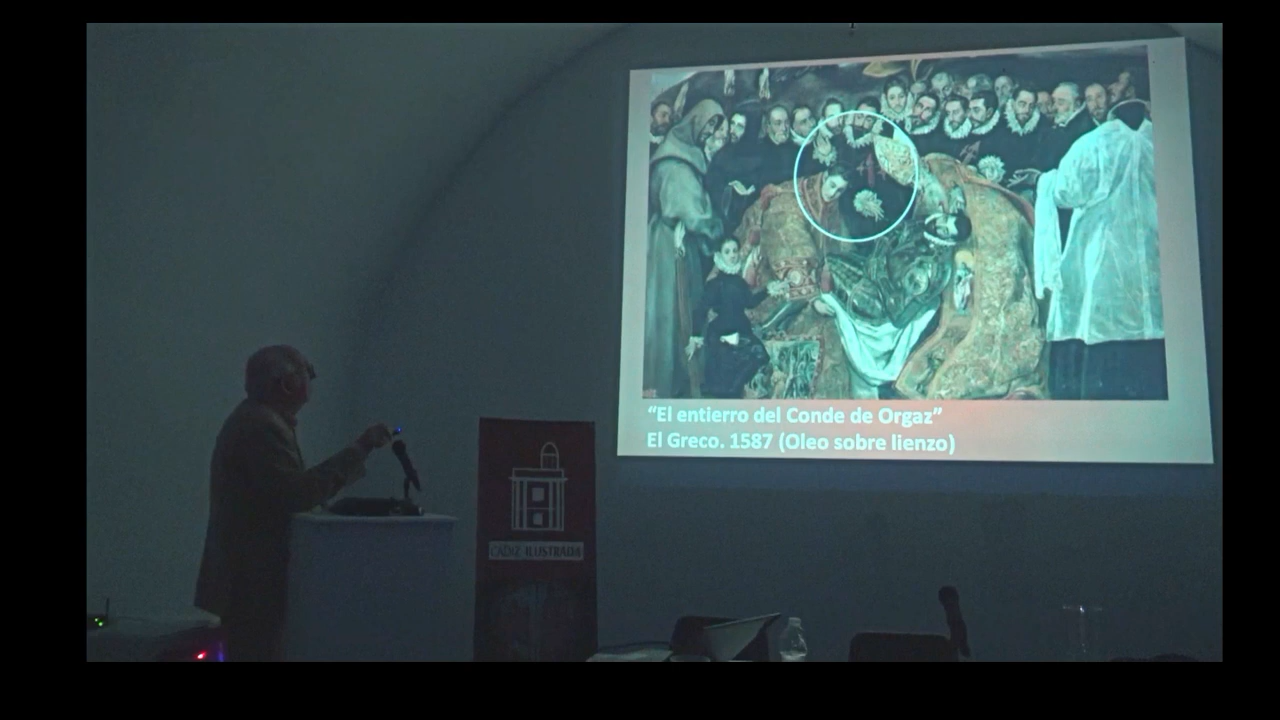 “El entierro del Conde de Orgaz”
El Greco. 1587 (Oleo sobre lienzo)
CÁDIZ ILUSTRADA